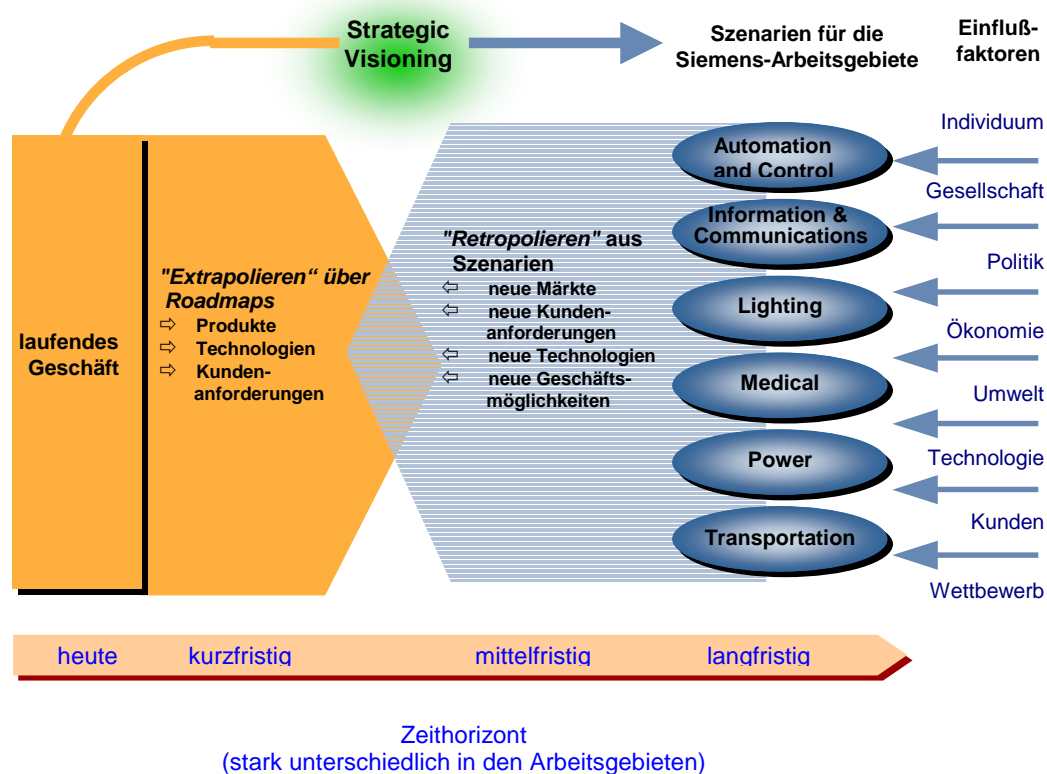 Strategic
Visioning
Szenarien für die
Siemens-Arbeitsgebiete
Einfluß-
faktoren
laufendes
Geschäft
"Extrapolieren“ über
Roadmaps
⇨ Produkte
⇨ Technologien
⇨ Kunden-
anforderungen
"Retropolieren" aus
Szenarien
⇦ neue Märkte
⇦ neue Kunden-
anforderungen
⇦ neue Technologien
⇦ neue Geschäfts-
möglichkeiten
Automation
and Control
Information &
Communications
Lighting
Medical
Power
Transportation
Individuum
Gesellschaft
Politik
Ökonomie
Umwelt
Technologie
Kunden
Wettbewerb
heute kurzfristig mittelfristig langfristig
Zeithorizont
(stark unterschiedlich in den Arbeitsgebieten)